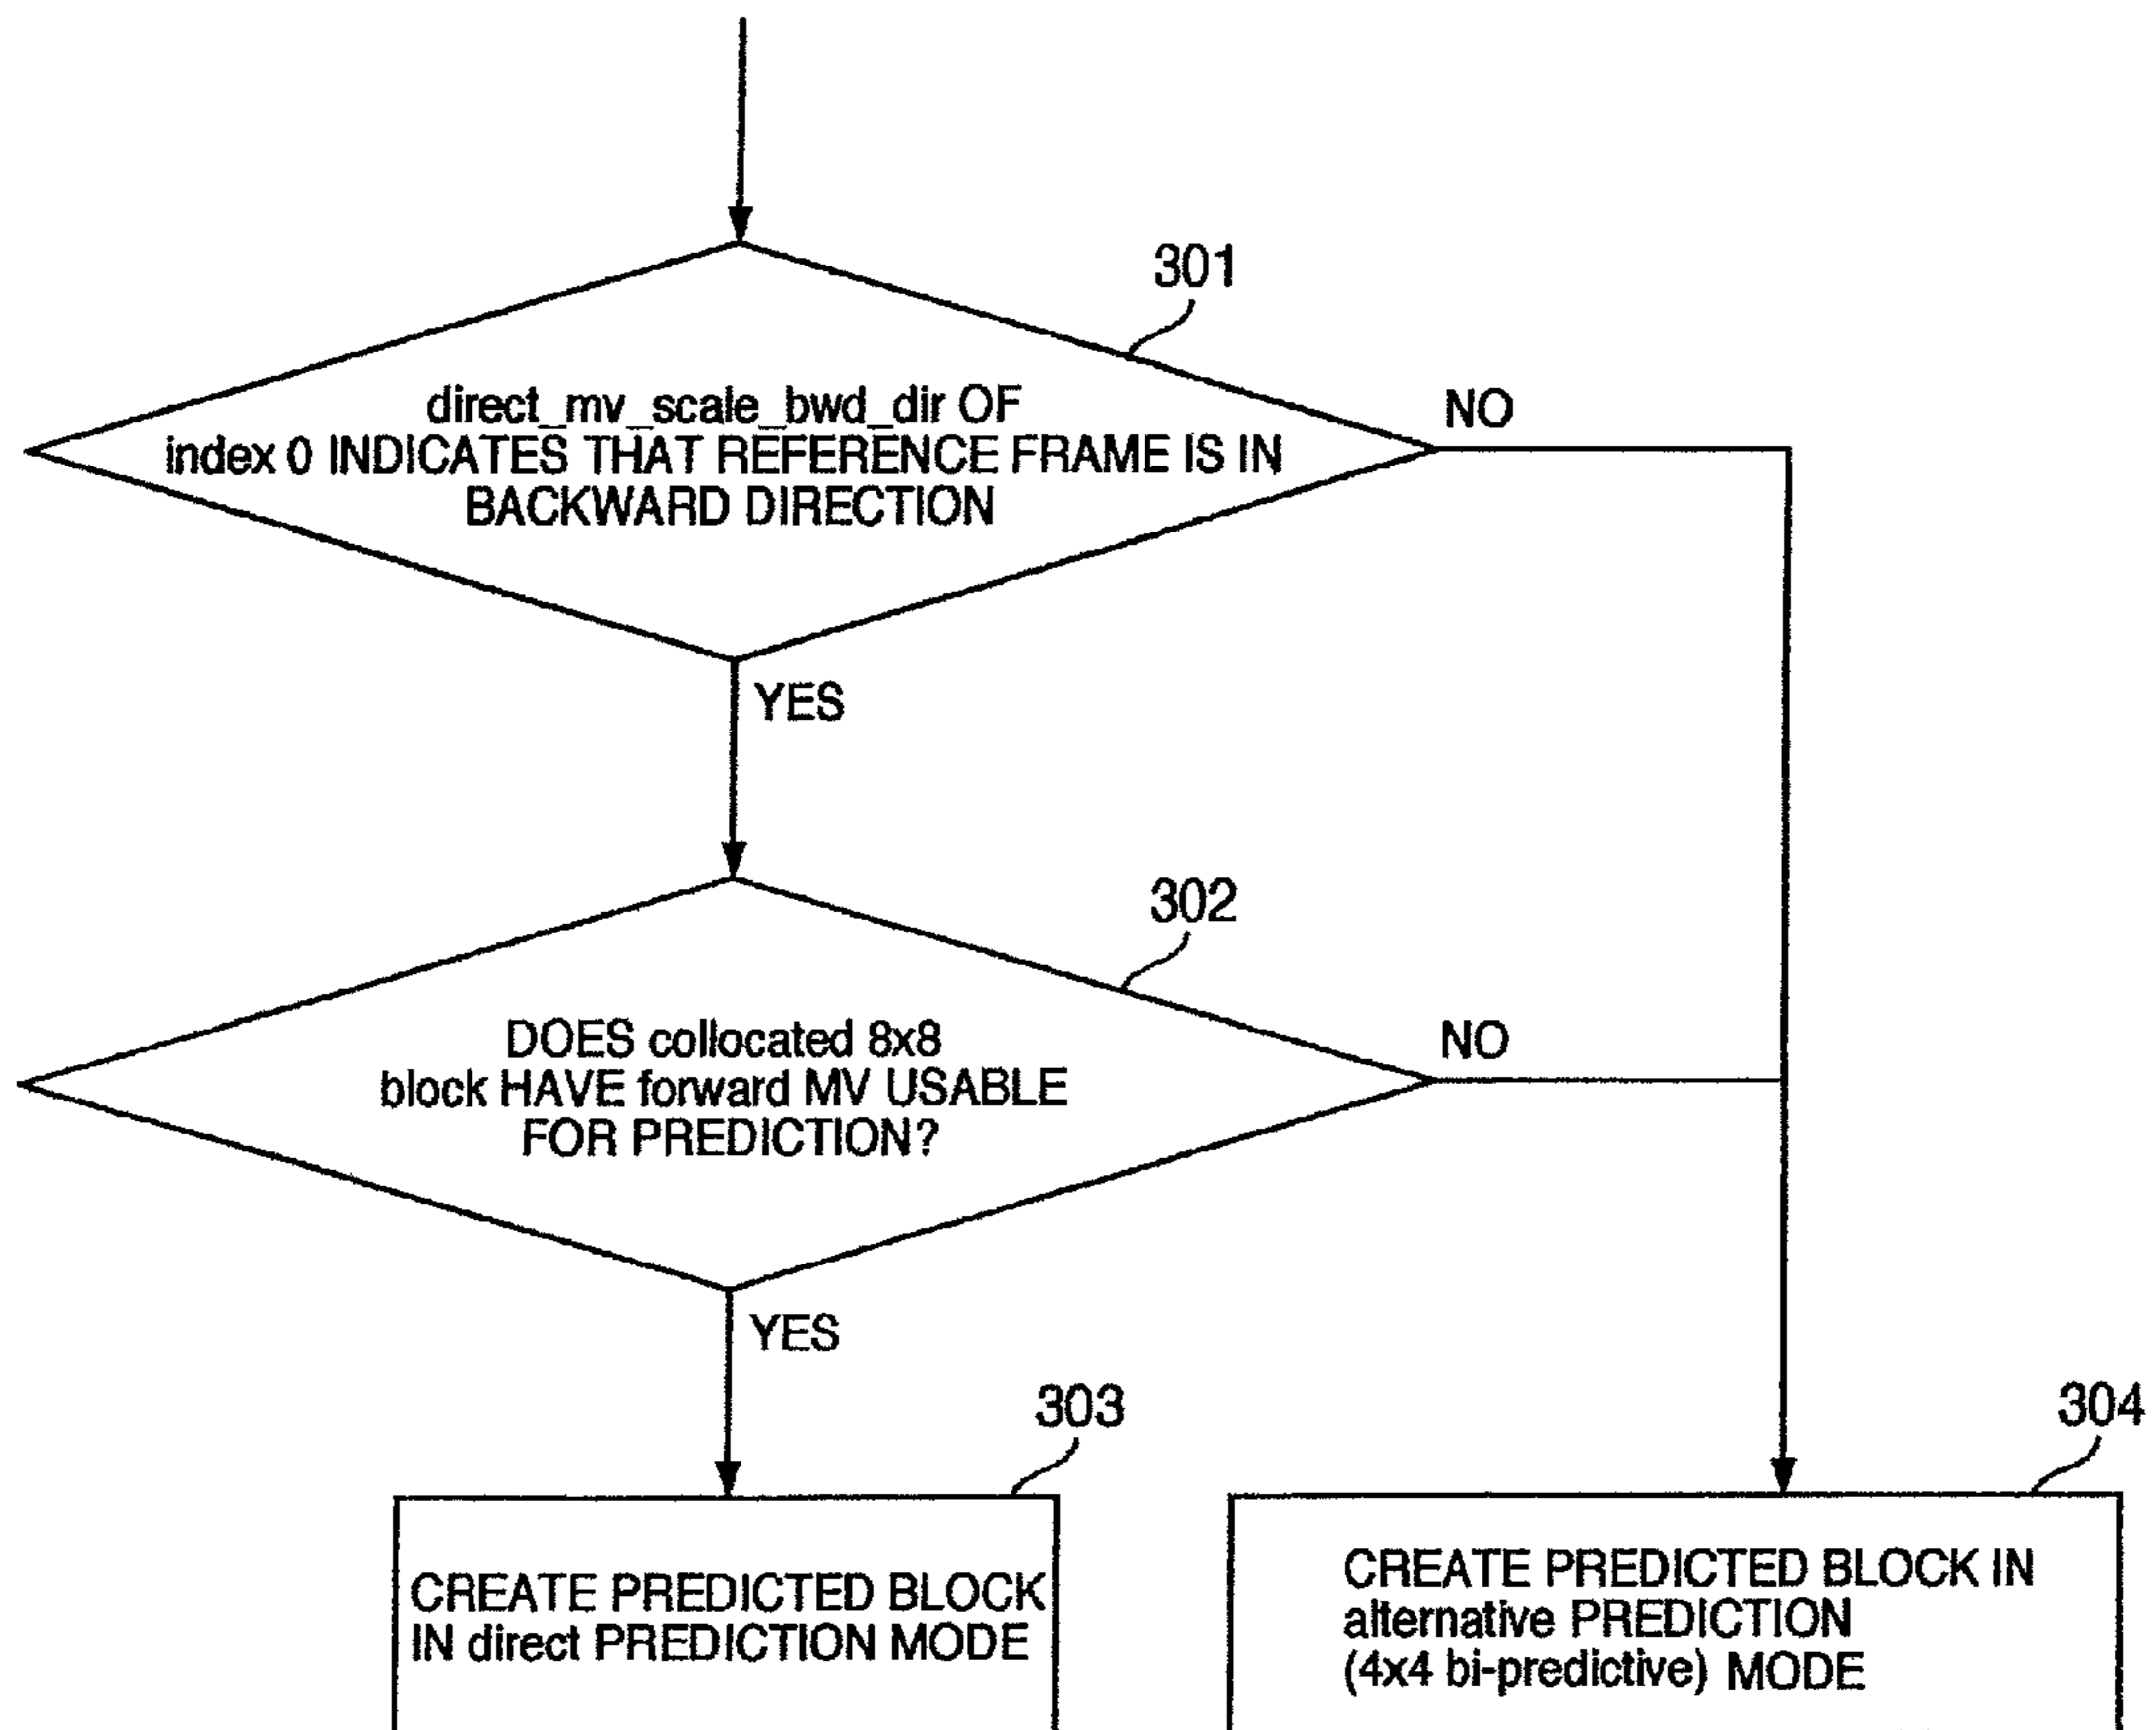 301
direct_mv_scale_bwd_dir OF
index 0 INDICATES THAT REFERENCE FRAME IS IN
BACKWARD DIRECTION
NO
YES
302
DOES collocated 8x8
block HAVE forward MV USABLE
FOR PREDICTION?
NO
YES
303
CREATE PREDICTED BLOCK
IN direct PREDICTION MODE
304
CREATE PREDICTED BLOCK IN
alternative PREDICTION
(4x4 bi-predictive) MODE